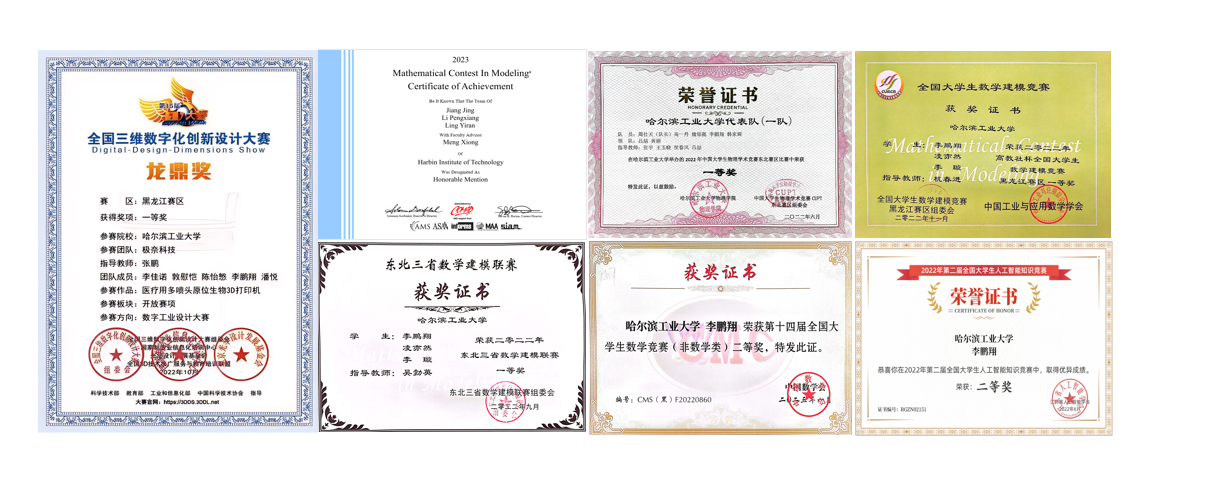 第15届
全国三维数字化创新设计大赛
Digital-Design-Dimensions Show
龙鼎奖
赛 区：黑龙江赛区
获得奖项：一等奖
参赛院校：哈尔滨工业大学
参赛团队：极奈科技
指导教师：张鹏
团队成员：李佳诺 敦慰恺 陈怡憨 李鹏翔 潘悦
参赛作品：医疗用多喷头原位生物3D打印机
参赛板块：开放赛项
参赛方向：数字工业设计大赛
2022年10月
科学技术部 教育部 工业和信息化部 中国科学技术协会 指导
大赛官网：https://3DDS.3DDL.net
2023
Mathematical Contest In Modeling®
Certificate of Achievement
Be It Known That The Team Of
Jiang Jing
Li Pengxiang
Ling Yiran
With Faculty Advisor
Meng Xiong
Of
Harbin Institute of Technology
Was Designated As
Honorable Mention
AMS ASA informs MAA siam
荣誉证书
HONORARY CREDENTIAL
哈尔滨工业大学代表队(一队)
在哈尔滨工业大学举办的 2022 年中国大学生物理学术竞赛东北赛区比赛中荣获
一等奖
特发此证，以兹鼓励。
哈尔滨工业大学物理学院
中国大学生物理学术竞赛 CUPT
东北赛区组委会
二〇二二年八月
全国大学生数学建模竞赛
获奖证书
哈尔滨工业大学
学 生：李鹏翔
凌亦然
李 璇
指导教师：
荣获二〇二二年
高教社杯全国大学生
数学建模竞赛
黑龙江赛区一等奖
Mathematical Contest
in Modeling
全国大学生数学建模竞赛
黑龙江赛区组委会
二〇二二年十一月
中国工业与应用数学学会
东北三省数学建模联赛
获奖证书
哈尔滨工业大学
学 生：李鹏翔
凌亦然
李 璇
指导教师：吴勃英
荣获二〇二二年
东北三省数学建模联赛
一等奖
东北三省数学建模联赛组委会
二〇二二年九月
获奖证书
哈尔滨工业大学 李鹏翔 荣获第十四届全国大
学生数学竞赛（非数学类）二等奖，特发此证。
CMC
中国数学会
编号：CMS（黑）F20220860
2022年第二届全国大学生人工智能知识竞赛
荣誉证书
CERTIFICATE OF HONOR
哈尔滨工业大学
李鹏翔
恭喜你在2022年第二届全国大学生人工智能知识竞赛中，取得优异成绩。
荣获：二等奖
证书编号：RGZN02151